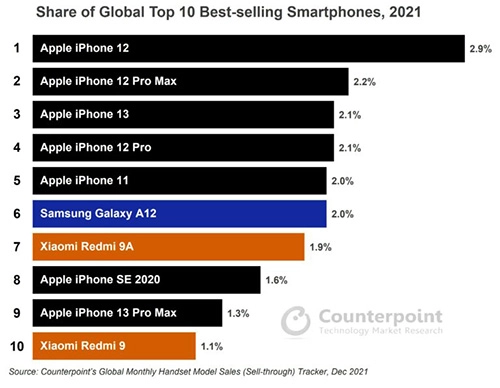 Share of Global Top 10 Best-selling Smartphones, 2021
1 Apple iPhone 12 2.9%
2 Apple iPhone 12 Pro Max 2.2%
3 Apple iPhone 13 2.1%
4 Apple iPhone 12 Pro 2.1%
5 Apple iPhone 11 2.0%
6 Samsung Galaxy A12 2.0%
7 Xiaomi Redmi 9A 1.9%
8 Apple iPhone SE 2020 1.6%
9 Apple iPhone 13 Pro Max 1.3%
Counterpoint
Technology Market Research
10 Xiaomi Redmi 9 1.1%
Source: Counterpoint's Global Monthly Handset Model Sales (Sell-through) Tracker, Dec 2021